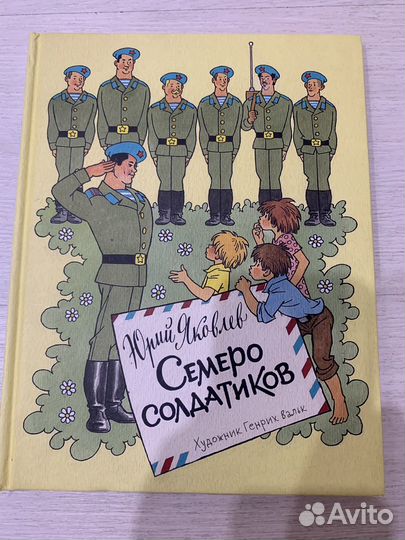 Юрий Яковлев
Семеро
солдатиков
Художник Генрих Вальк
Avito